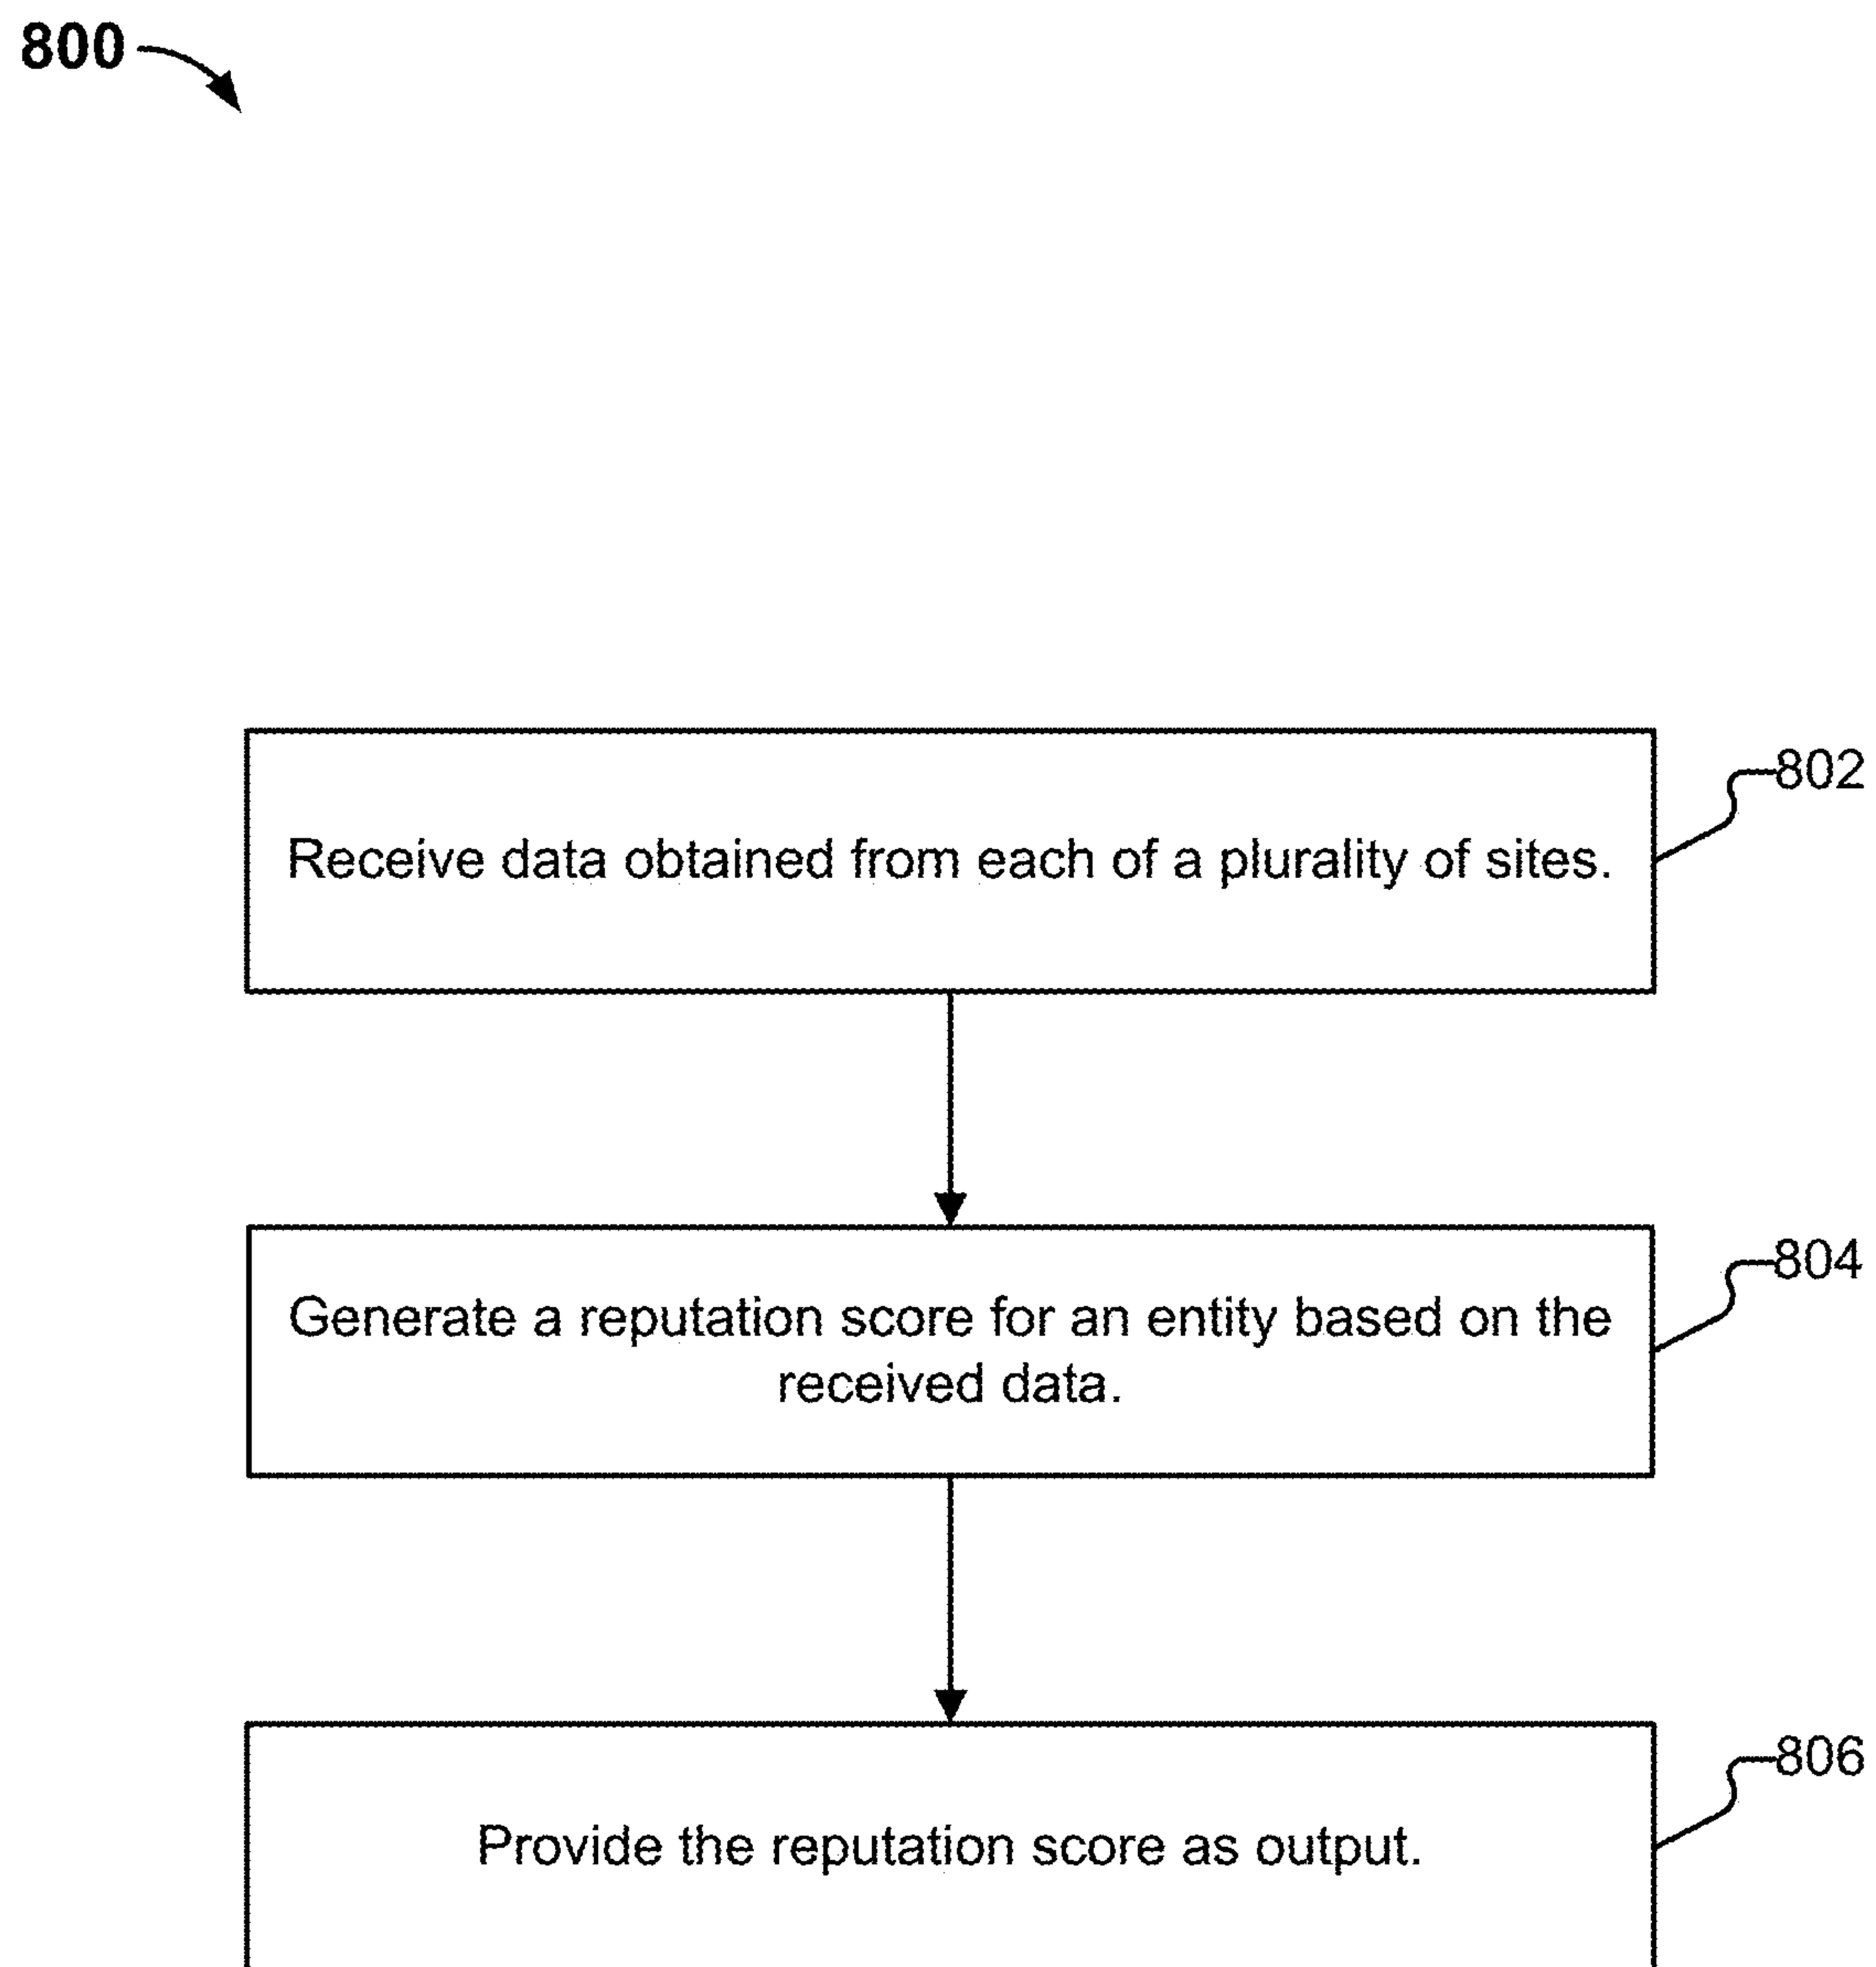 800
802
Receive data obtained from each of a plurality of sites.
804
Generate a reputation score for an entity based on the
received data.
806
Provide the reputation score as output.